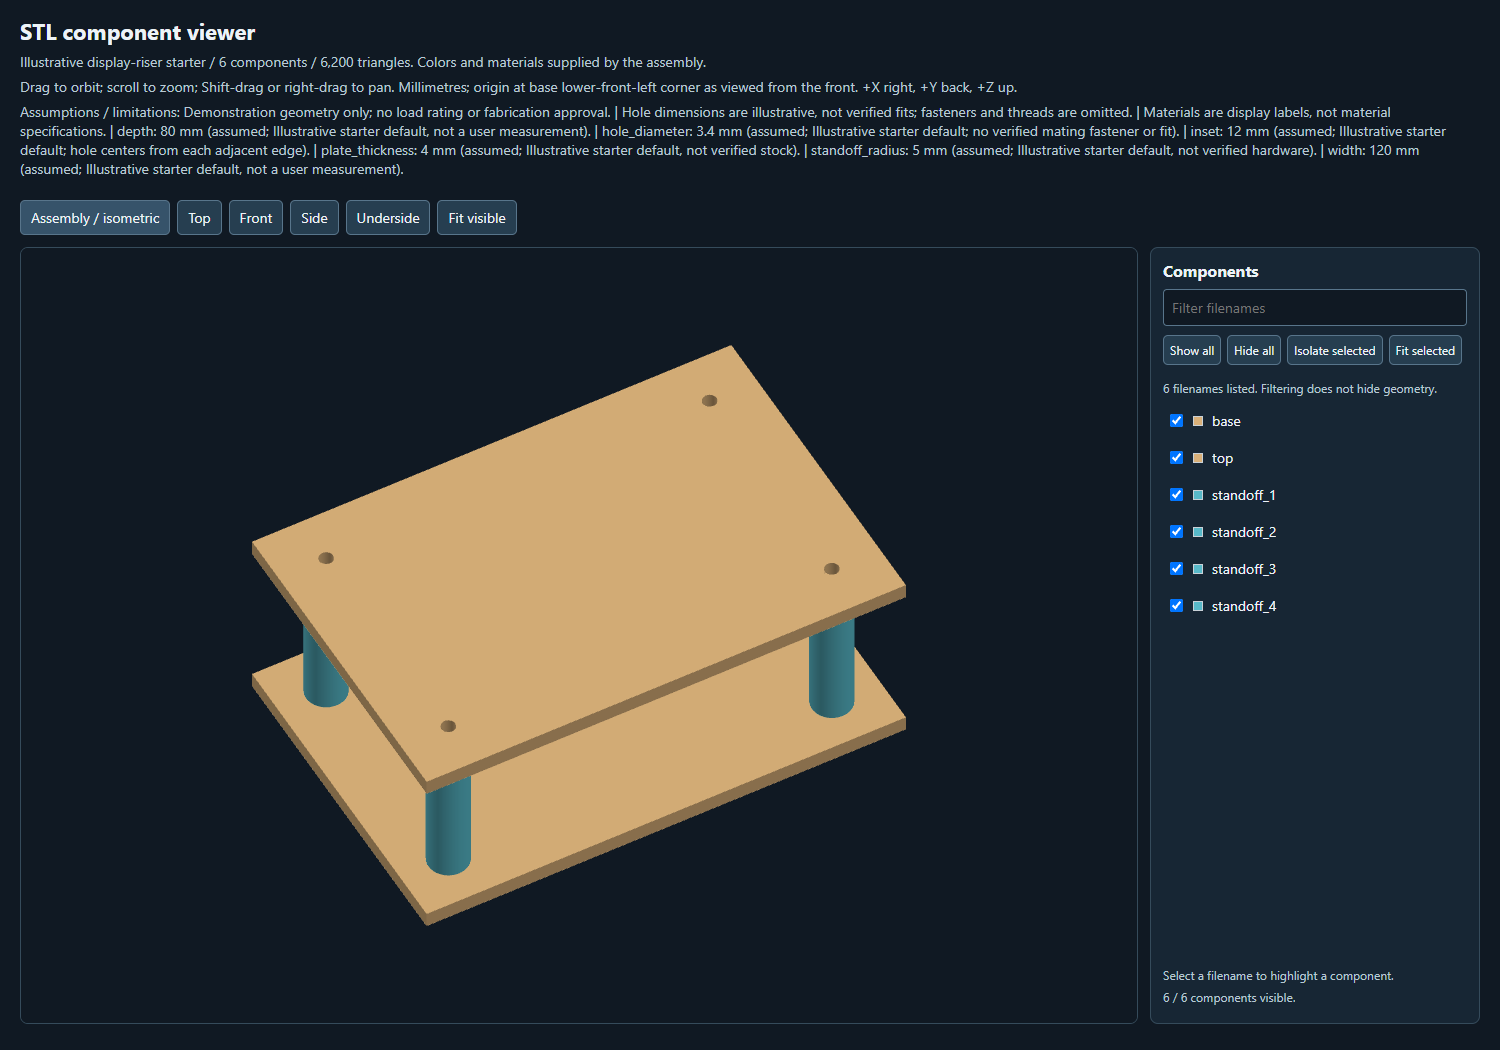 STL component viewer
Illustrative display-riser starter / 6 components / 6,200 triangles. Colors and materials supplied by the assembly.
Drag to orbit; scroll to zoom; Shift-drag or right-drag to pan. Millimetres; origin at base lower-front-left corner as viewed from the front. +X right, +Y back, +Z up.
Assumptions / limitations: Demonstration geometry only; no load rating or fabrication approval. | Hole dimensions are illustrative, not verified fits; fasteners and threads are omitted. | Materials are display labels, not material
specifications. | depth: 80 mm (assumed; Illustrative starter default, not a user measurement). | hole_diameter: 3.4 mm (assumed; Illustrative starter default; no verified mating fastener or fit). | inset: 12 mm (assumed; Illustrative starter
default; hole centers from each adjacent edge). | plate_thickness: 4 mm (assumed; Illustrative starter default, not verified stock). | standoff_radius: 5 mm (assumed; Illustrative starter default, not verified hardware). | width: 120 mm
(assumed; Illustrative starter default, not a user measurement).
Assembly / isometric Top Front Side Underside Fit visible
Components
Filter filenames
Show all Hide all Isolate selected Fit selected
6 filenames listed. Filtering does not hide geometry.
base
top
standoff_1
standoff_2
standoff_3
standoff_4
Select a filename to highlight a component.
6 / 6 components visible.